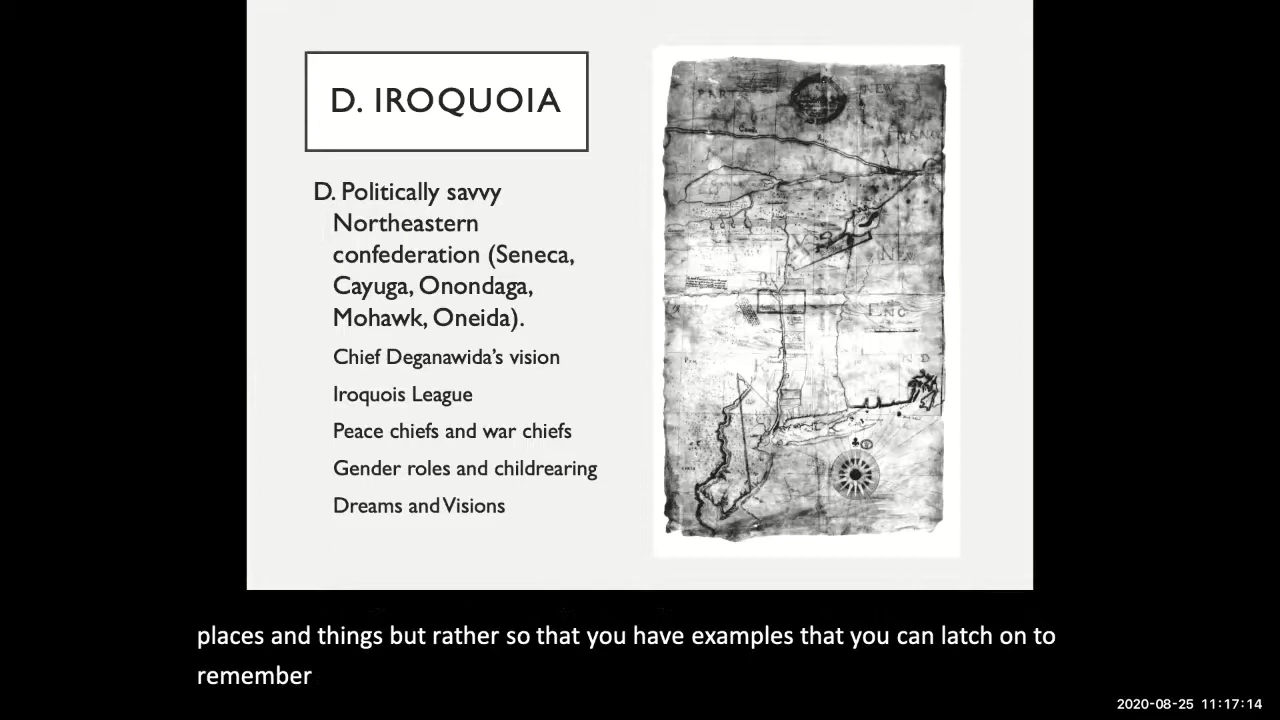 D. IROQUOIA
D. Politically savvy
Northeastern
confederation (Seneca,
Cayuga, Onondaga,
Mohawk, Oneida).
Chief Deganawida's vision
Iroquois League
Peace chiefs and war chiefs
Gender roles and childrearing
Dreams and Visions
places and things but rather so that you have examples that you can latch on to
remember
2020-08-25 11:17:14